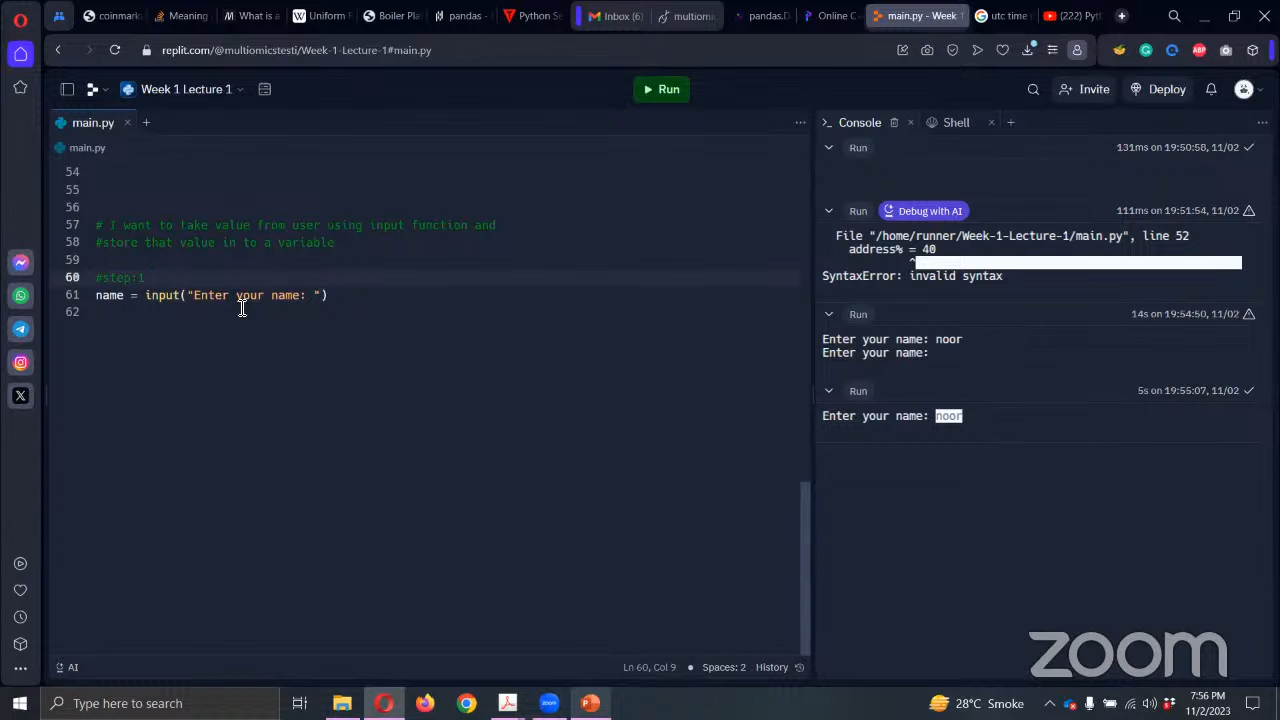 coinmark
Meaning
What is a
Uniform F
Boiler Pla
pandas -
Python Se
Inbox (6)
multiomic
pandas.D
Online C
main.py - Week
utc time n
(222) Pyt
replit.com/@multiomicstesti/Week-1-Lecture-1#main.py
Week 1 Lecture 1
Run
Invite
Deploy
main.py
Console
Shell
main.py
Run
131ms on 19:50:58, 11/02
54
55
56
57 # I want to take value from user using input function and
58 #store that value in to a variable
59
60 #step:1
61 name = input("Enter your name: ")
62
Run
Debug with AI
111ms on 19:51:54, 11/02
File "/home/runner/Week-1-Lecture-1/main.py", line 52
address% = 40
^
SyntaxError: invalid syntax
Run
14s on 19:54:50, 11/02
Enter your name: noor
Enter your name:
Run
5s on 19:55:07, 11/02
Enter your name: noor
AI
Ln 60, Col 9
Spaces: 2
History
zoom
Type here to search
zoom
28°C Smoke
7:56 PM
11/2/2023